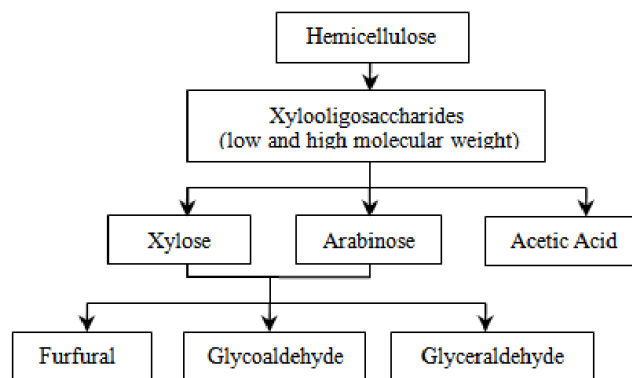 Hemicellulose
Xylooligosaccharides
(low and high molecular weight)
Xylose
Arabinose
Acetic Acid
Furfural
Glycoaldehyde
Glyceraldehyde